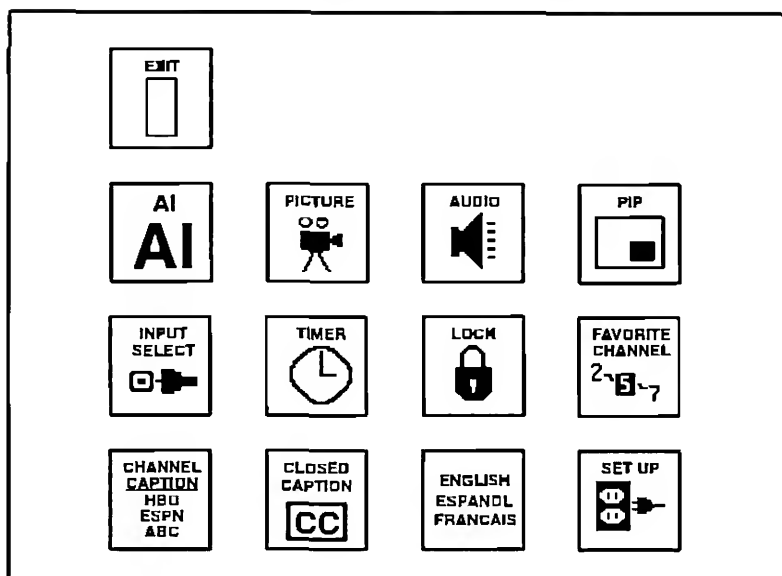 EXIT
AI
AI
PICTURE
AUDIO
PIP
INPUT
SELECT
TIMER
LOCK
FAVORITE
CHANNEL
2 5 7
CHANNEL
CAPTION
HBO
ESPN
ABC
CLOSED
CAPTION
CC
ENGLISH
ESPANOL
FRANCAIS
SET UP